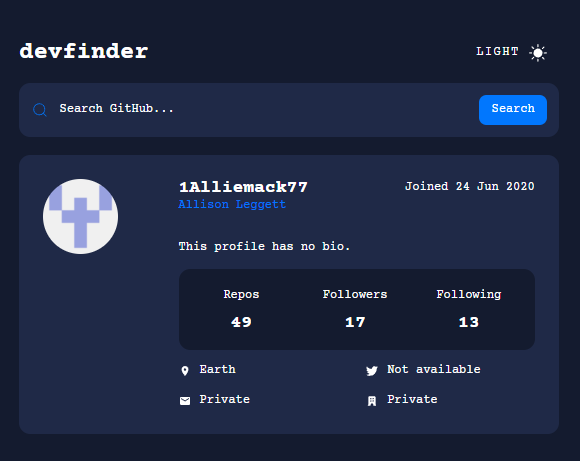 devfinder LIGHT
Search GitHub... Search
1Alliemack77 Joined 24 Jun 2020
Allison Leggett
This profile has no bio.
Repos Followers Following
49 17 13
Earth Not available
Private Private